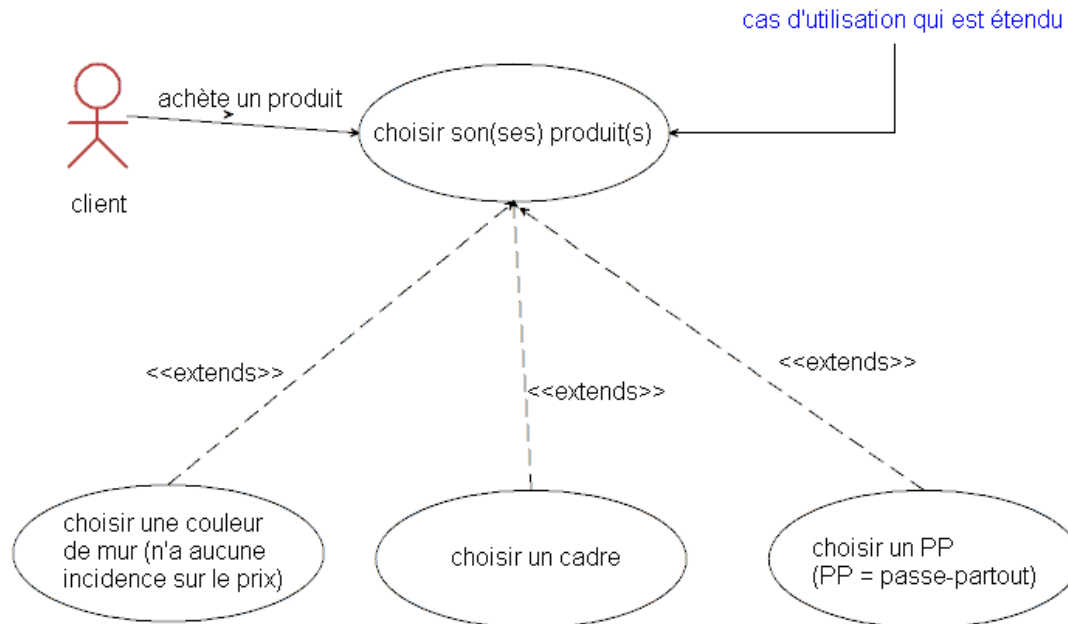 cas d'utilisation qui est étendu
achète un produit
choisir son(ses) produit(s)
client
<<extends>>
<<extends>>
<<extends>>
choisir une couleur
de mur (n'a aucune
incidence sur le prix)
choisir un cadre
choisir un PP
(PP = passe-partout)